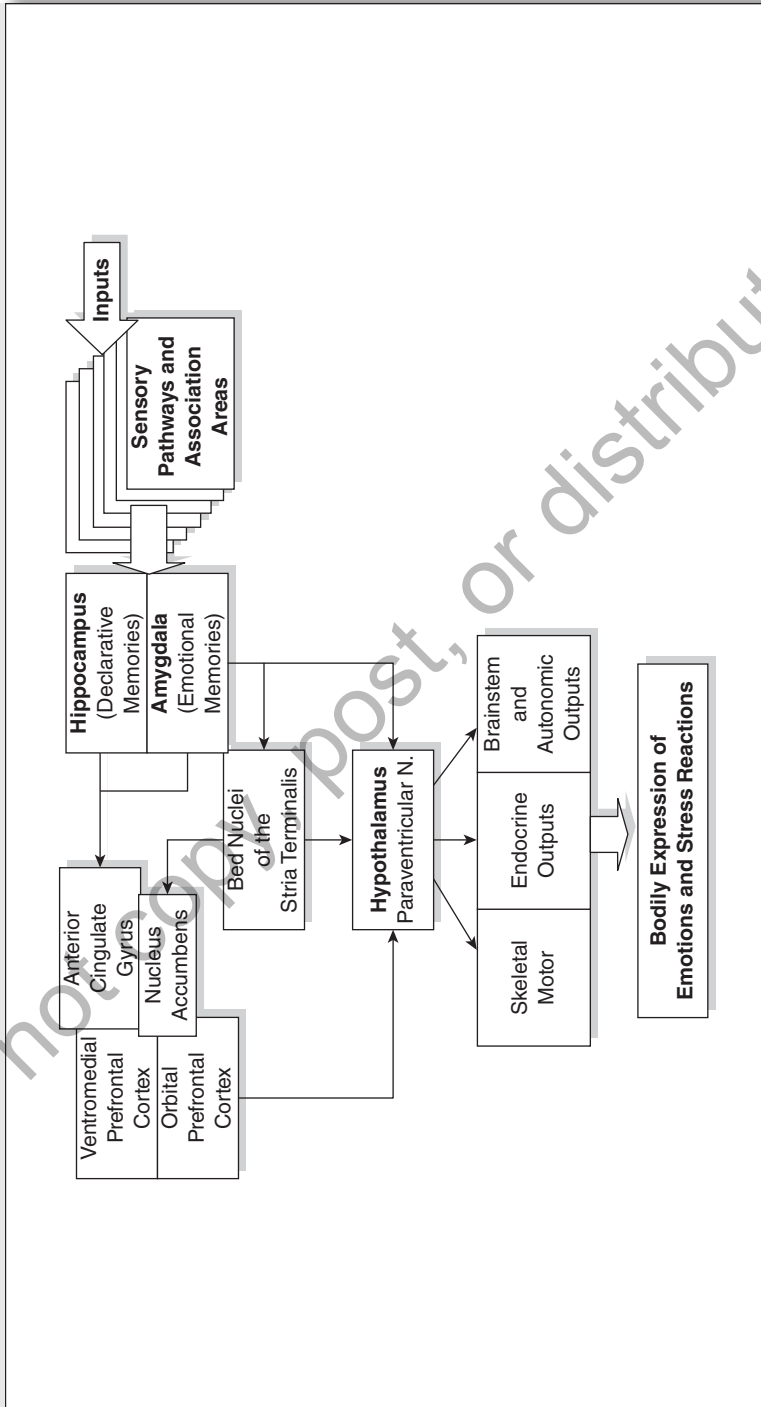 Inputs
Sensory
Pathways and
Association
Areas
Hippocampus
(Declarative
Memories)
Amygdala
(Emotional
Memories)
Anterior
Cingulate
Gyrus
Nucleus
Accumbens
Ventromedial
Prefrontal
Cortex
Orbital
Prefrontal
Cortex
Bed Nuclei
of the
Stria Terminalis
Hypothalamus
Paraventricular N.
Skeletal
Motor
Endocrine
Outputs
Brainstem
and
Autonomic
Outputs
Bodily Expression of
Emotions and Stress Reactions
not copy, post, or distribut